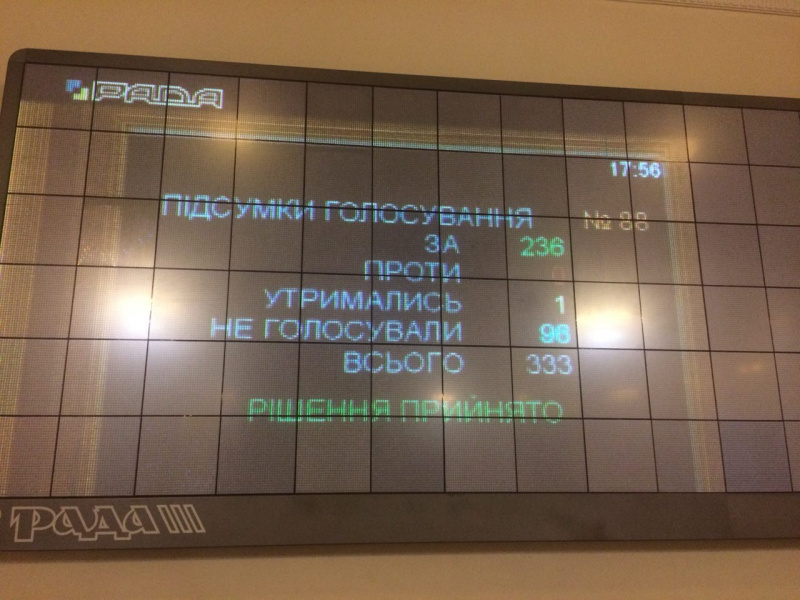 РАДА
17:56
ПІДСУМКИ ГОЛОСУВАННЯ № 88
ЗА 236
ПРОТИ 0
УТРИМАЛИСЬ 1
НЕ ГОЛОСУВАЛИ 96
ВСЬОГО 333
РІШЕННЯ ПРИЙНЯТО
РАДА III